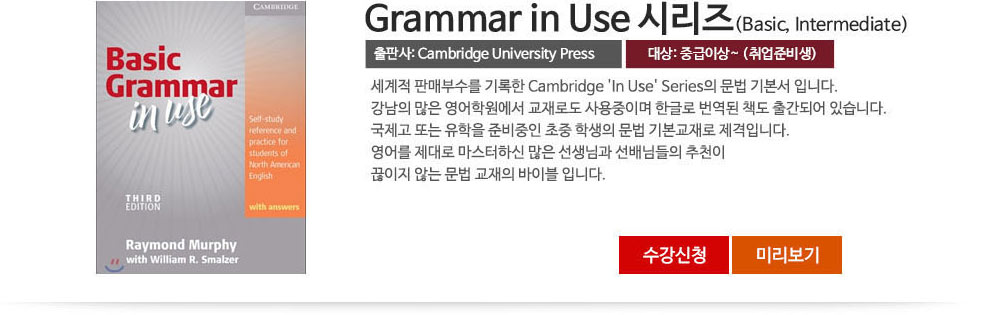 CAMBRIDGE
Basic
Grammar
in use
Self-study
reference and
practice for
students of
North American
English
THIRD
EDITION
with answers
Raymond Murphy
with William R. Smalzer
Grammar in Use 시리즈(Basic, Intermediate)
출판사: Cambridge University Press
대상: 중급이상~ (취업준비생)
세계적 판매부수를 기록한 Cambridge 'In Use' Series의 문법 기본서 입니다.
강남의 많은 영어학원에서 교재로도 사용중이며 한글로 번역된 책도 출간되어 있습니다.
국제고 또는 유학을 준비중인 초중 학생의 문법 기본교재로 제격입니다.
영어를 제대로 마스터하신 많은 선생님과 선배님들의 추천이
끊이지 않는 문법 교재의 바이블 입니다.
수강신청
미리보기